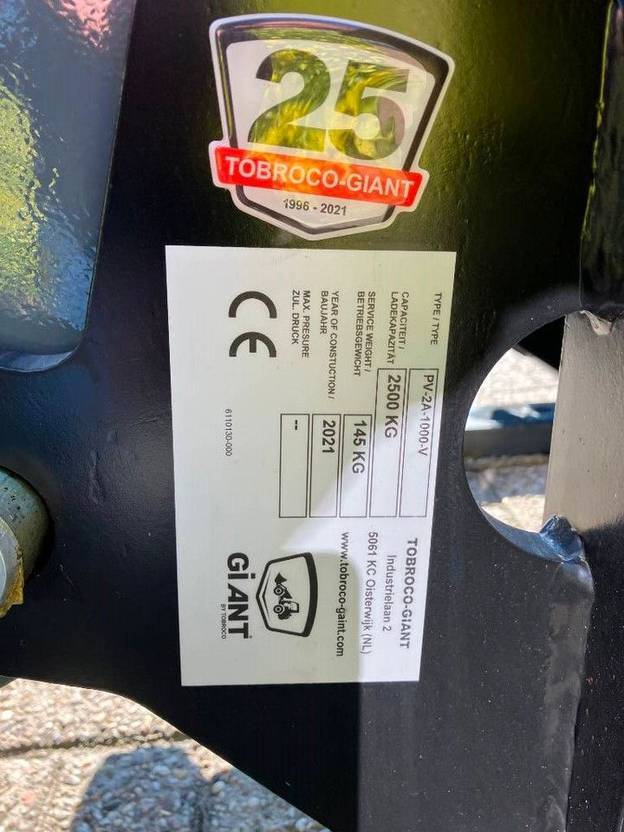 25
TOBROCO-GIANT
1996 - 2021
TYPE / TYPE
PV-2A-1000-V
CAPACITEIT /
LADEKAPAZITÄT
2500 KG
SERVICE WEIGHT /
BETRIEBSGEWICHT
145 KG
YEAR OF CONSTUCTION /
BAUJAHR
2021
MAX. PRESURE
ZUL. DRUCK
--
CE
6110130-000
TOBROCO-GIANT
Industrielaan 2
5061 KC Oisterwijk (NL)
www.tobroco-gaint.com
GiANT
BY TOBROCO